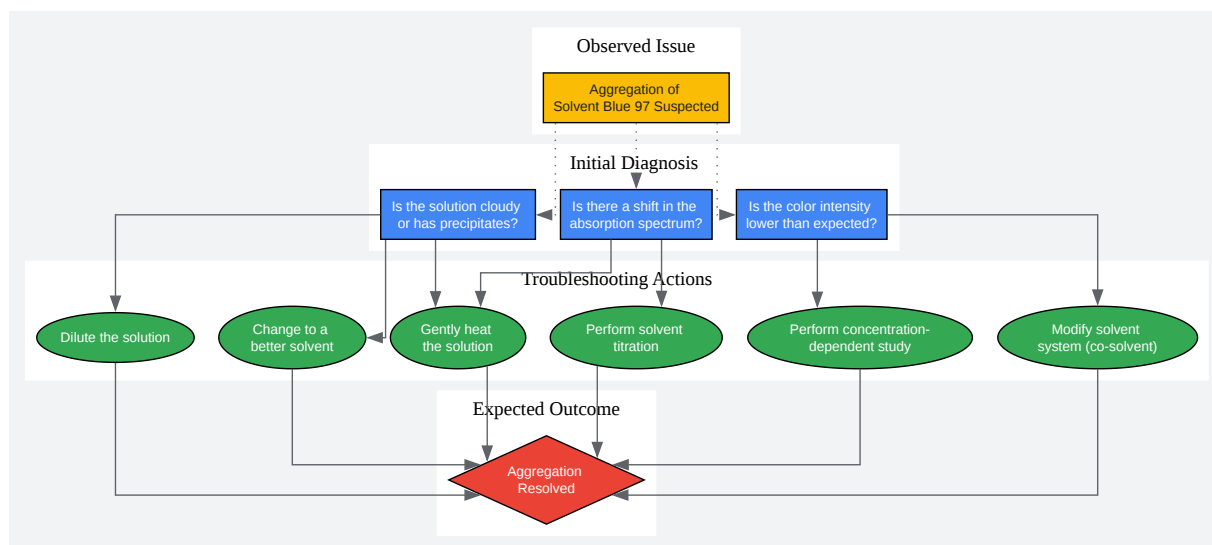 Observed Issue
Aggregation of
Solvent Blue 97 Suspected
Initial Diagnosis
Is the solution cloudy
or has precipitates?
Is there a shift in the
absorption spectrum?
Is the color intensity
lower than expected?
Troubleshooting Actions
Dilute the solution
Change to a
better solvent
Gently heat
the solution
Perform solvent
titration
Perform concentration-
dependent study
Modify solvent
system (co-solvent)
Expected Outcome
Aggregation
Resolved